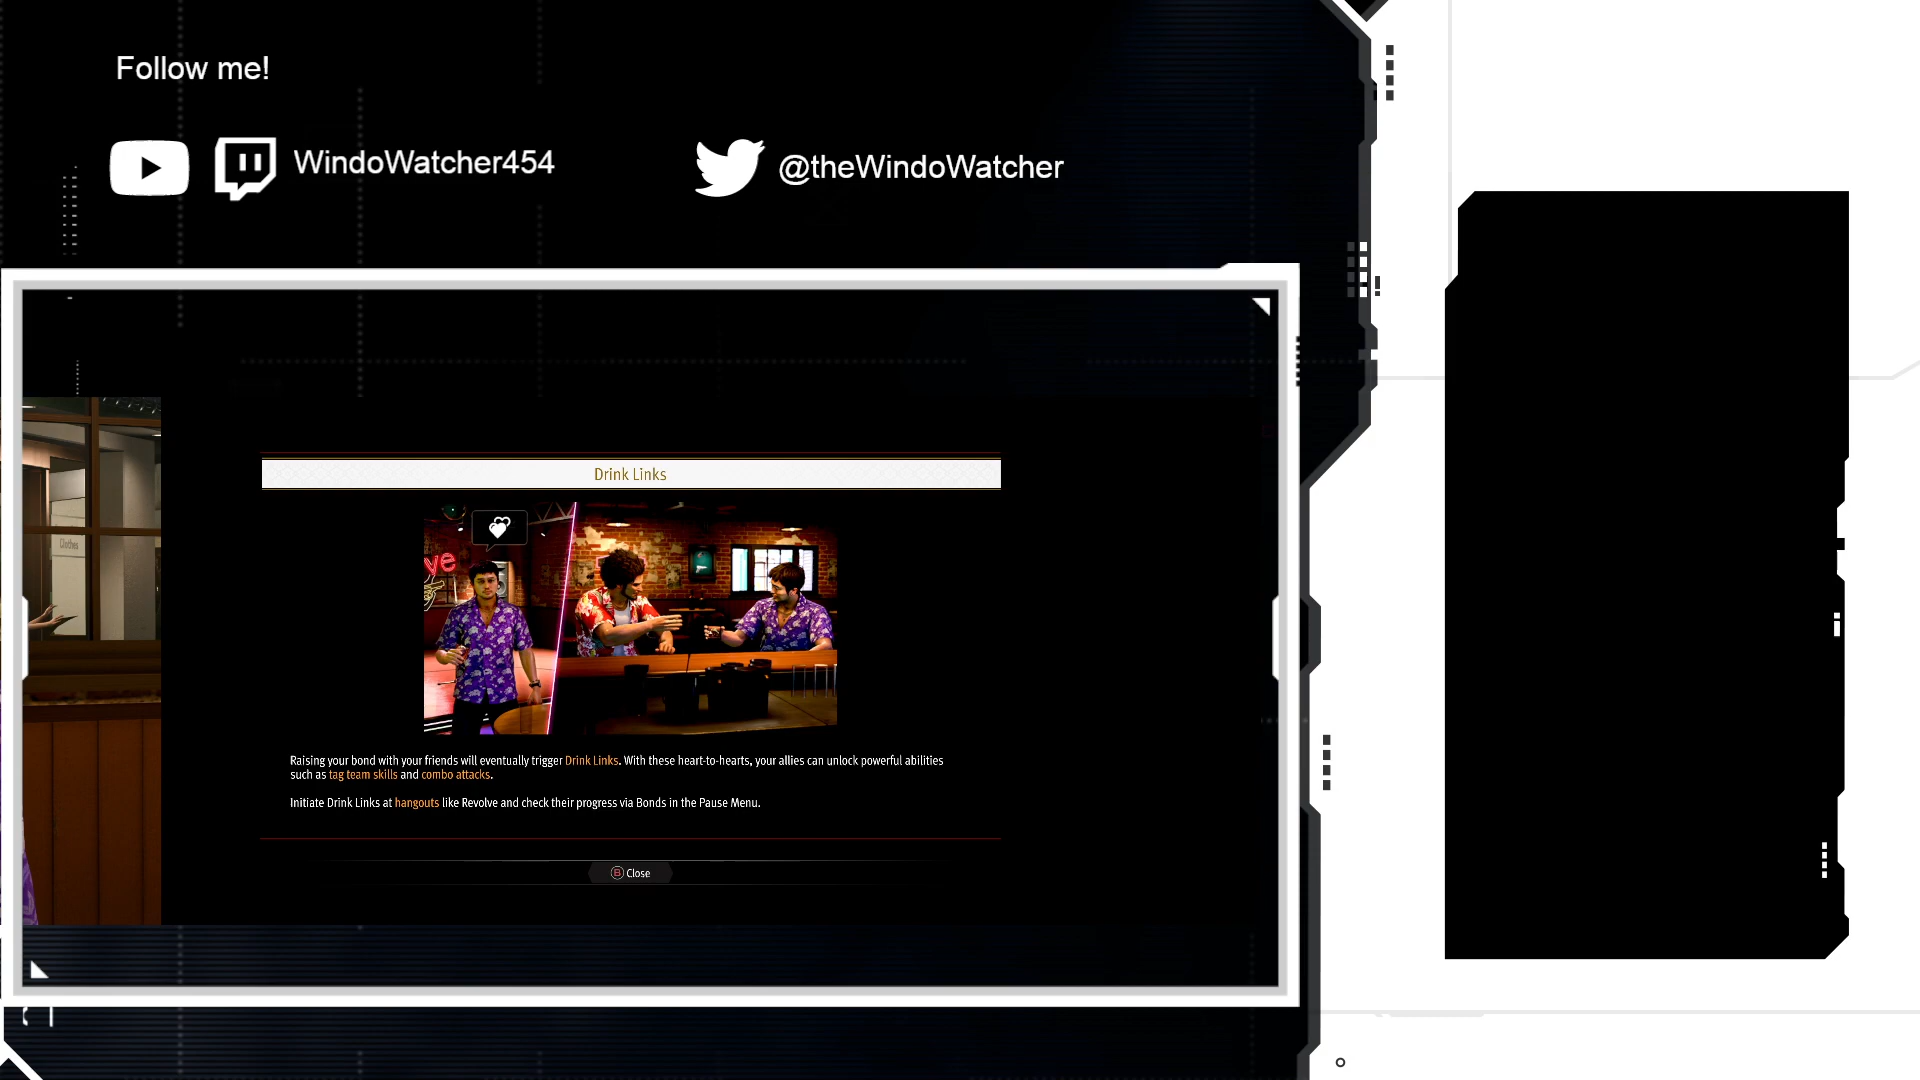 Follow me!
WindoWatcher454
@theWindoWatcher
Clothes
Drink Links
ye
Raising your bond with your friends will eventually trigger Drink Links. With these heart-to-hearts, your allies can unlock powerful abilities
such as tag team skills and combo attacks.
Initiate Drink Links at hangouts like Revolve and check their progress via Bonds in the Pause Menu.
B Close